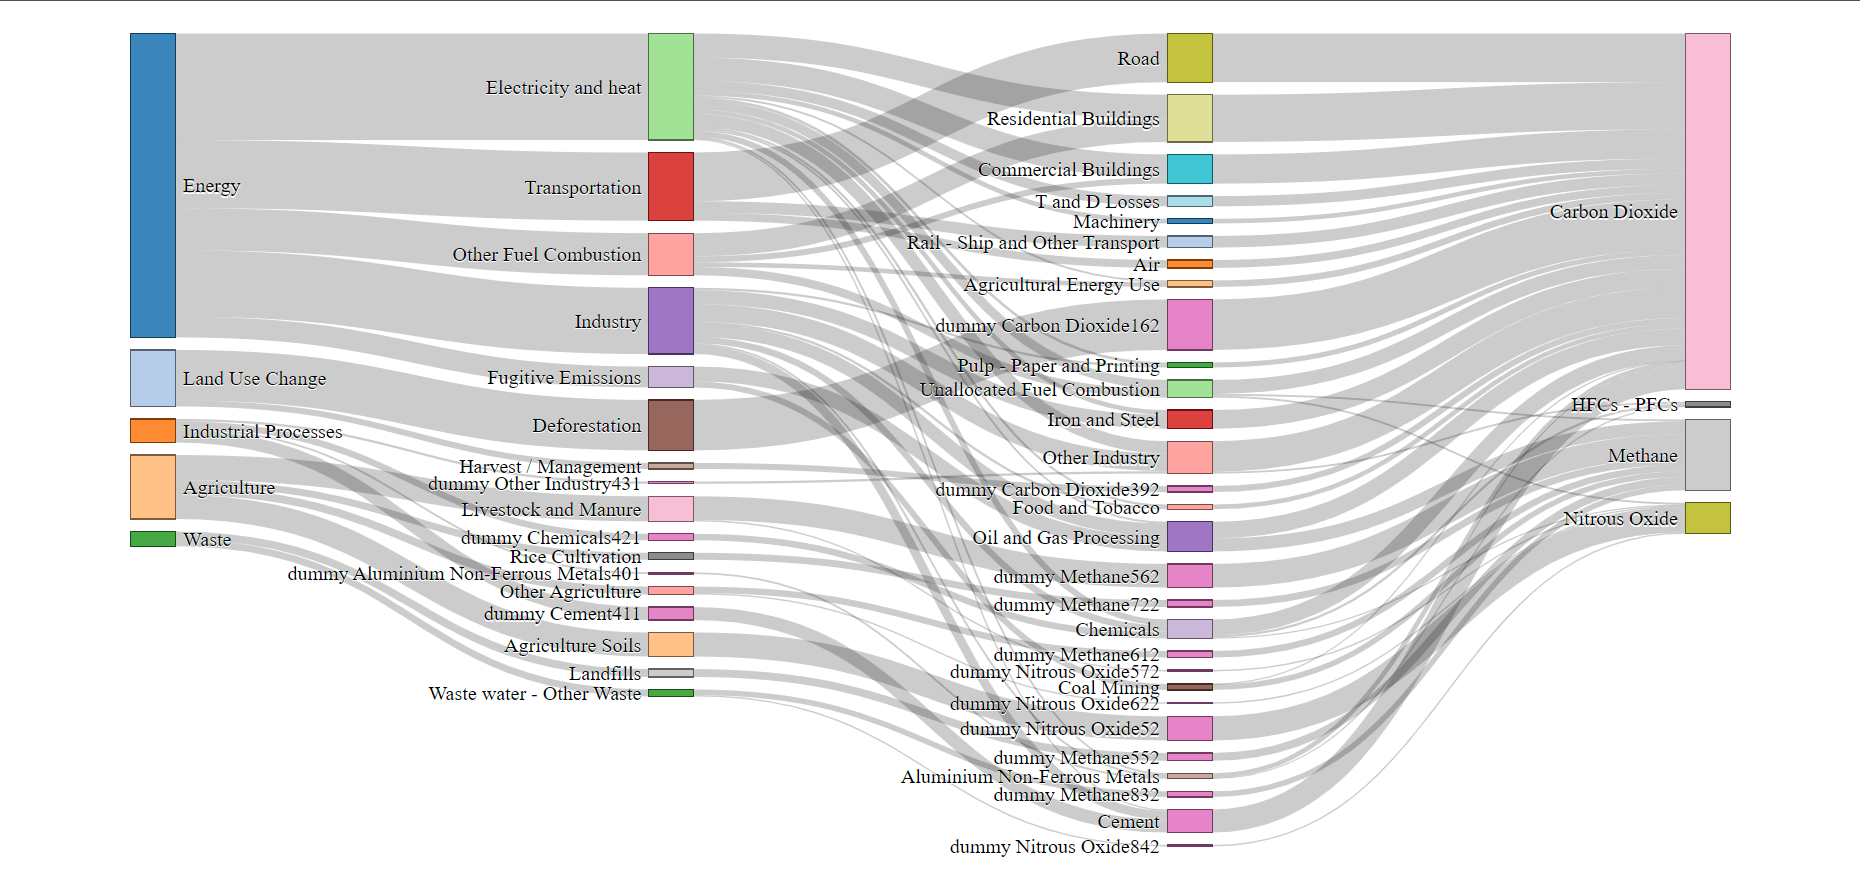 Energy
Land Use Change
Industrial Processes
Agriculture
Waste
Electricity and heat
Transportation
Other Fuel Combustion
Industry
Fugitive Emissions
Deforestation
Harvest / Management
dummy Other Industry431
Livestock and Manure
dummy Chemicals421
Rice Cultivation
dummy Aluminium Non-Ferrous Metals401
Other Agriculture
dummy Cement411
Agriculture Soils
Landfills
Waste water - Other Waste
Road
Residential Buildings
Commercial Buildings
T and D Losses
Machinery
Rail - Ship and Other Transport
Air
Agricultural Energy Use
dummy Carbon Dioxide162
Pulp - Paper and Printing
Unallocated Fuel Combustion
Iron and Steel
Other Industry
dummy Carbon Dioxide392
Food and Tobacco
Oil and Gas Processing
dummy Methane562
dummy Methane722
Chemicals
dummy Methane612
dummy Nitrous Oxide572
Coal Mining
dummy Nitrous Oxide622
dummy Nitrous Oxide52
dummy Methane552
Aluminium Non-Ferrous Metals
dummy Methane832
Cement
dummy Nitrous Oxide842
Carbon Dioxide
HFCs - PFCs
Methane
Nitrous Oxide